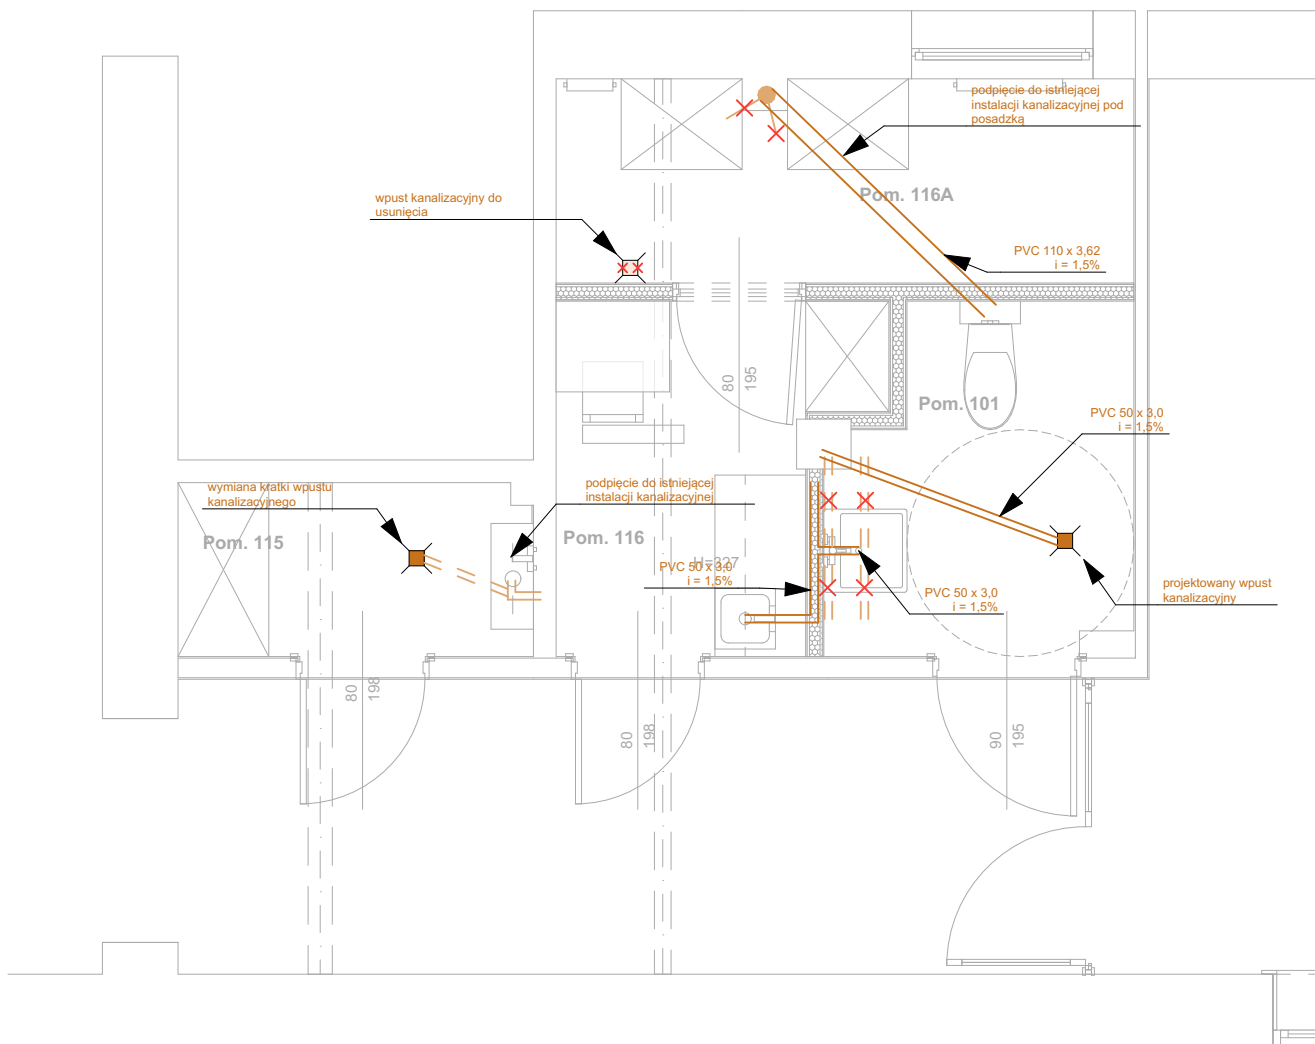 podpięcie do istniejącej
instalacji kanalizacyjnej pod
posadzką
wpust kanalizacyjny do
usunięcia
Pom. 116A
PVC 110 x 3,62
i = 1,5%
80
195
Pom. 101
PVC 50 x 3,0
i = 1,5%
wymiana kratki wpustu
kanalizacyjnego
podpięcie do istniejącej
instalacji kanalizacyjnej
Pom. 115
Pom. 116
H=327
PVC 50 x 3,0
i = 1,5%
PVC 50 x 3,0
i = 1,5%
projektowany wpust
kanalizacyjny
80
198
80
198
90
195